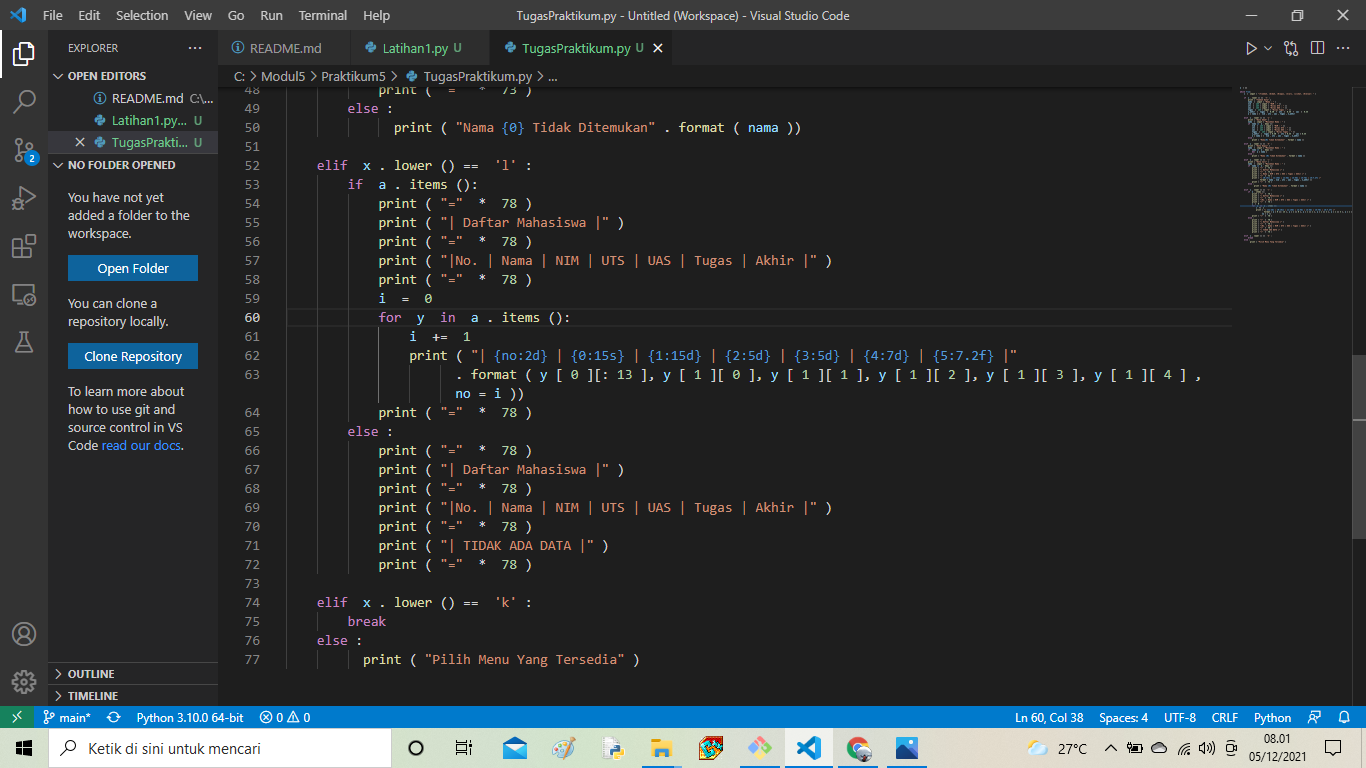 File Edit Selection View Go Run Terminal Help
TugasPraktikum.py - Untitled (Workspace) - Visual Studio Code
EXPLORER
OPEN EDITORS
README.md C:\...
Latihan1.py... U
TugasPrakti... U
NO FOLDER OPENED
You have not yet
added a folder to the
workspace.
Open Folder
You can clone a
repository locally.
Clone Repository
To learn more about
how to use git and
source control in VS
Code read our docs.
OUTLINE
TIMELINE
2
README.md
Latihan1.py U
TugasPraktikum.py U
C: > Modul5 > Praktikum5 > TugasPraktikum.py > ...
48 print ( "=" * 73 )
49 else :
50 print ( "Nama {0} Tidak Ditemukan" . format ( nama ))
51
52 elif x . lower () == 'l' :
53 if a . items ():
54 print ( "=" * 78 )
55 print ( "| Daftar Mahasiswa |" )
56 print ( "=" * 78 )
57 print ( "|No. | Nama | NIM | UTS | UAS | Tugas | Akhir |" )
58 print ( "=" * 78 )
59 i = 0
60 for y in a . items ():
61 i += 1
62 print ( "| {no:2d} | {0:15s} | {1:15d} | {2:5d} | {3:5d} | {4:7d} | {5:7.2f} |"
63 . format ( y [ 0 ][: 13 ], y [ 1 ][ 0 ], y [ 1 ][ 1 ], y [ 1 ][ 2 ], y [ 1 ][ 3 ], y [ 1 ][ 4 ] ,
no = i ))
64 print ( "=" * 78 )
65 else :
66 print ( "=" * 78 )
67 print ( "| Daftar Mahasiswa |" )
68 print ( "=" * 78 )
69 print ( "|No. | Nama | NIM | UTS | UAS | Tugas | Akhir |" )
70 print ( "=" * 78 )
71 print ( "| TIDAK ADA DATA |" )
72 print ( "=" * 78 )
73
74 elif x . lower () == 'k' :
75 break
76 else :
77 print ( "Pilih Menu Yang Tersedia" )
main* Python 3.10.0 64-bit 0 0
Ln 60, Col 38 Spaces: 4 UTF-8 CRLF Python
Ketik di sini untuk mencari
27°C
08.01
05/12/2021